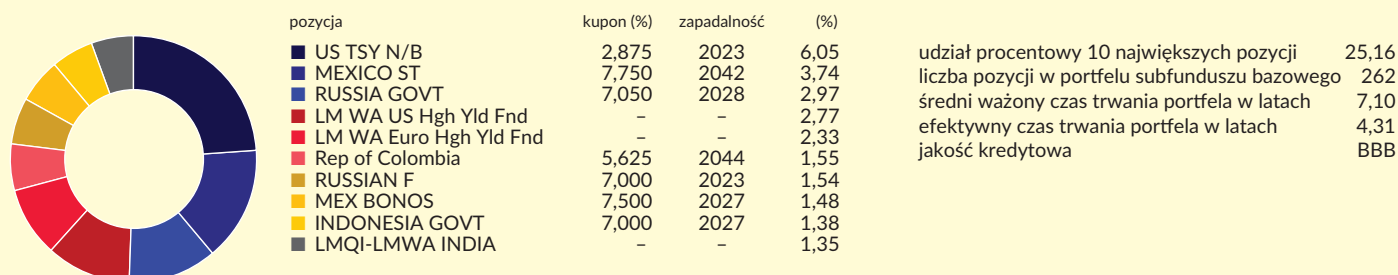 pozycja kupon (%) zapadalność (%)
US TSY N/B 2,875 2023 6,05
MEXICO ST 7,750 2042 3,74
RUSSIA GOVT 7,050 2028 2,97
LM WA US Hgh Yld Fnd – – 2,77
LM WA Euro Hgh Yld Fnd – – 2,33
Rep of Colombia 5,625 2044 1,55
RUSSIAN F 7,000 2023 1,54
MEX BONOS 7,500 2027 1,48
INDONESIA GOVT 7,000 2027 1,38
LMQI-LMWA INDIA – – 1,35
udział procentowy 10 największych pozycji 25,16
liczba pozycji w portfelu subfunduszu bazowego 262
średni ważony czas trwania portfela w latach 7,10
efektywny czas trwania portfela w latach 4,31
jakość kredytowa BBB